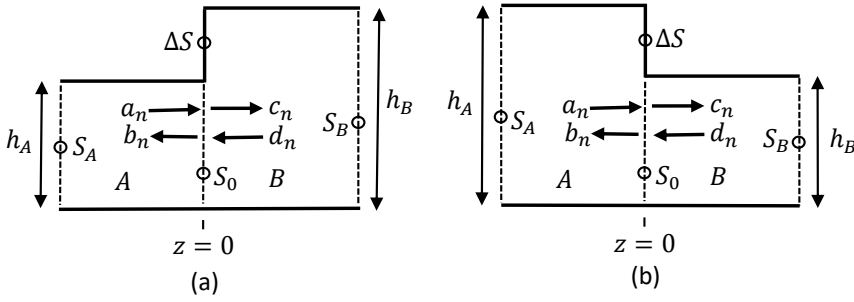 ΔS
h_A
a_n
c_n
b_n
d_n
S_A
S_B
h_B
A
S_0
B
z = 0
(a)
ΔS
h_A
a_n
c_n
b_n
d_n
S_A
S_B
h_B
A
S_0
B
z = 0
(b)